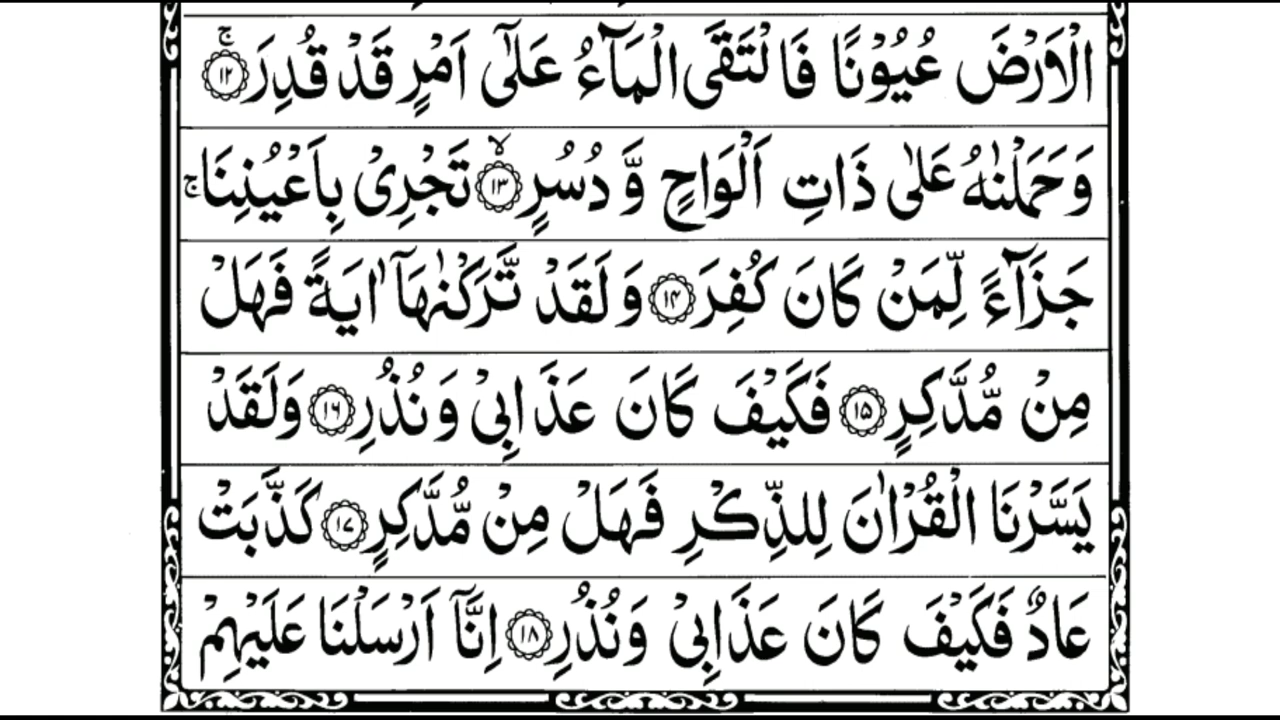 الْاَرْضَ عُيُوْنًا فَالْتَقَى الْمَآءُ عَلٰٓى اَمْرٍ قَدْ قُدِرَ ۚ ﴿۱۲﴾
وَحَمَلْنٰهُ عَلٰى ذَاتِ اَلْوَاحٍ وَّ دُسُرٍ ۙ ﴿۱۳﴾ تَجْرِیْ بِاَعْيُنِنَا ۚ
جَزَآءً لِّمَنْ كَانَ كُفِرَ ﴿۱۴﴾ وَ لَقَدْ تَّرَكْنٰهَاۤ اٰيَةً فَهَلْ
مِنْ مُّدَّكِرٍ ﴿۱۵﴾ فَكَيْفَ كَانَ عَذَابِیْ وَ نُذُرِ ﴿۱۶﴾ وَلَقَدْ
يَسَّرْنَا الْقُرْاٰنَ لِلذِّكْرِ فَهَلْ مِنْ مُّدَّكِرٍ ﴿۱۷﴾ كَذَّبَتْ
عَادٌ فَكَيْفَ كَانَ عَذَابِیْ وَ نُذُرِ ﴿۱۸﴾ اِنَّاۤ اَرْسَلْنَا عَلَيْهِمْ